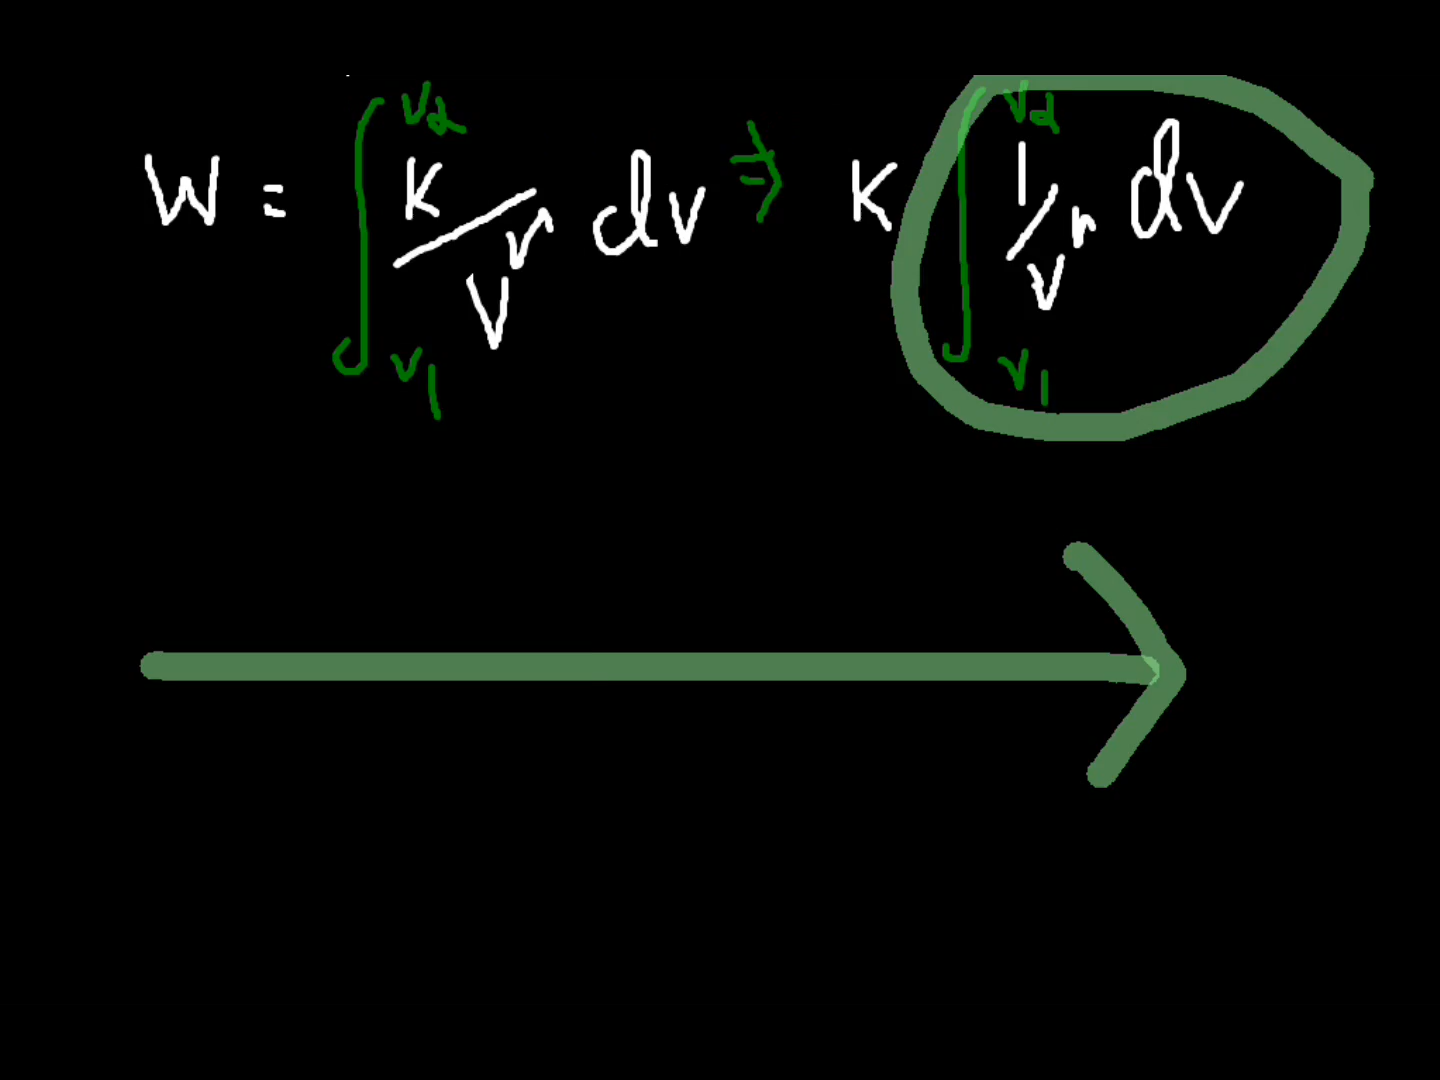 W = ∫_{V1}^{V2} K/V^r dV ⇒ K ∫_{V1}^{V2} 1/V^r dV